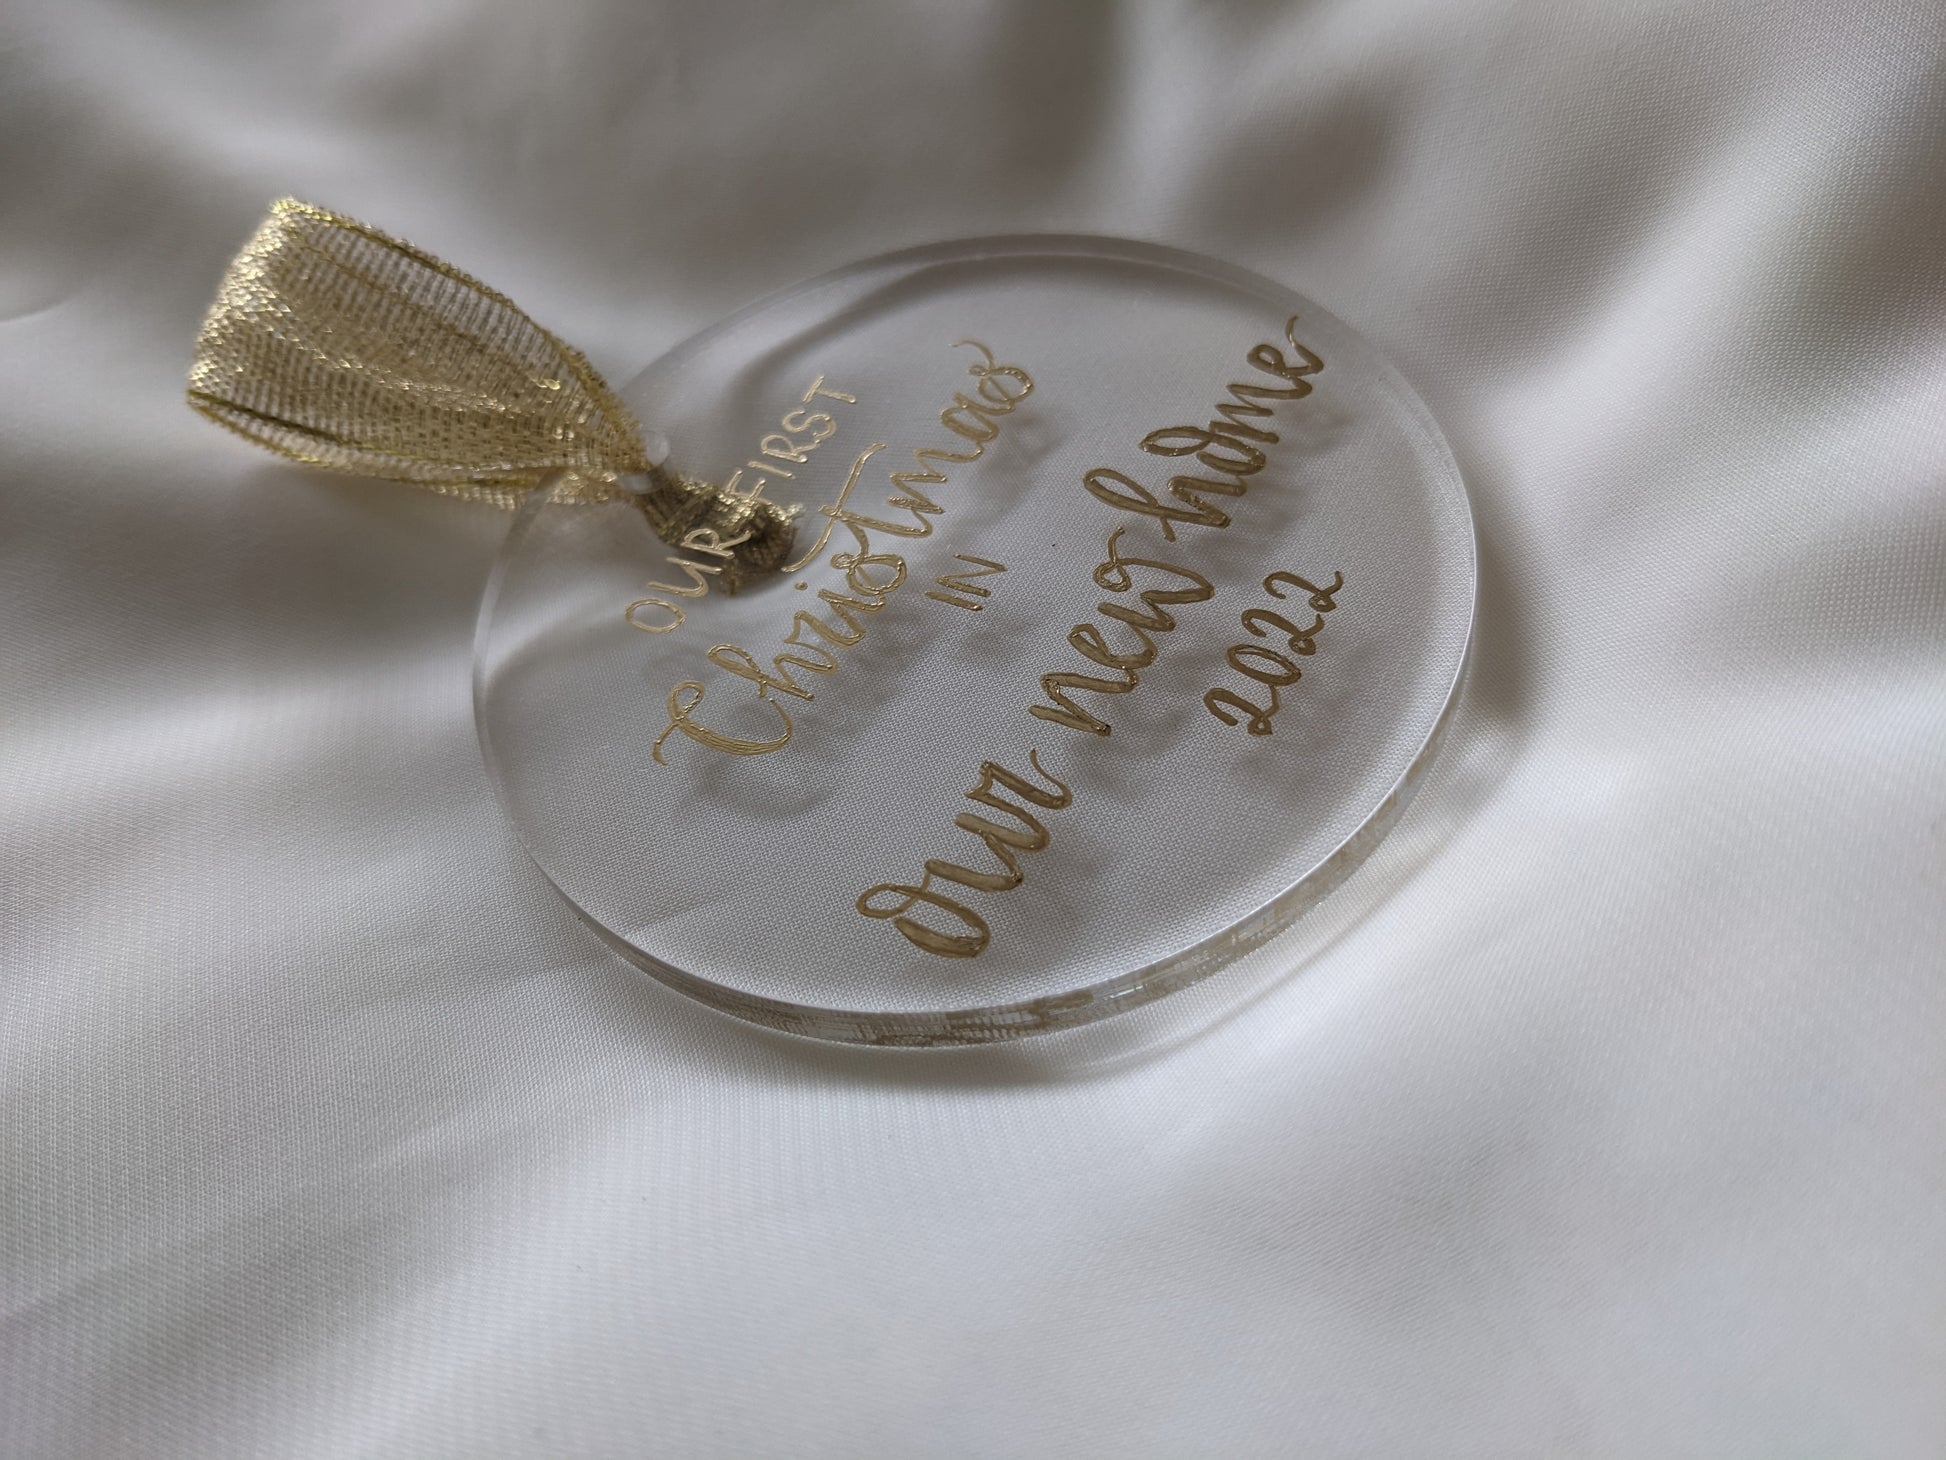 OUR FIRST
Christmas
IN
our new home
2022